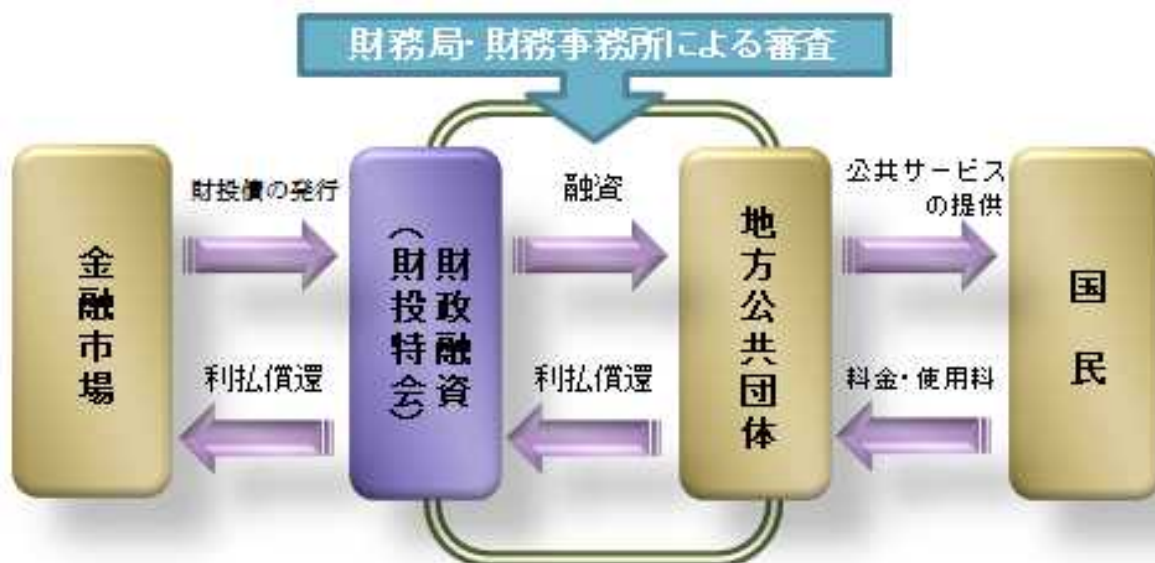 財務局・財務事務所による審査
金融市場
財投債の発行
利払償還
財政融資
（財投特会）
融資
利払償還
地方公共団体
公共サービス
の提供
料金・使用料
国民